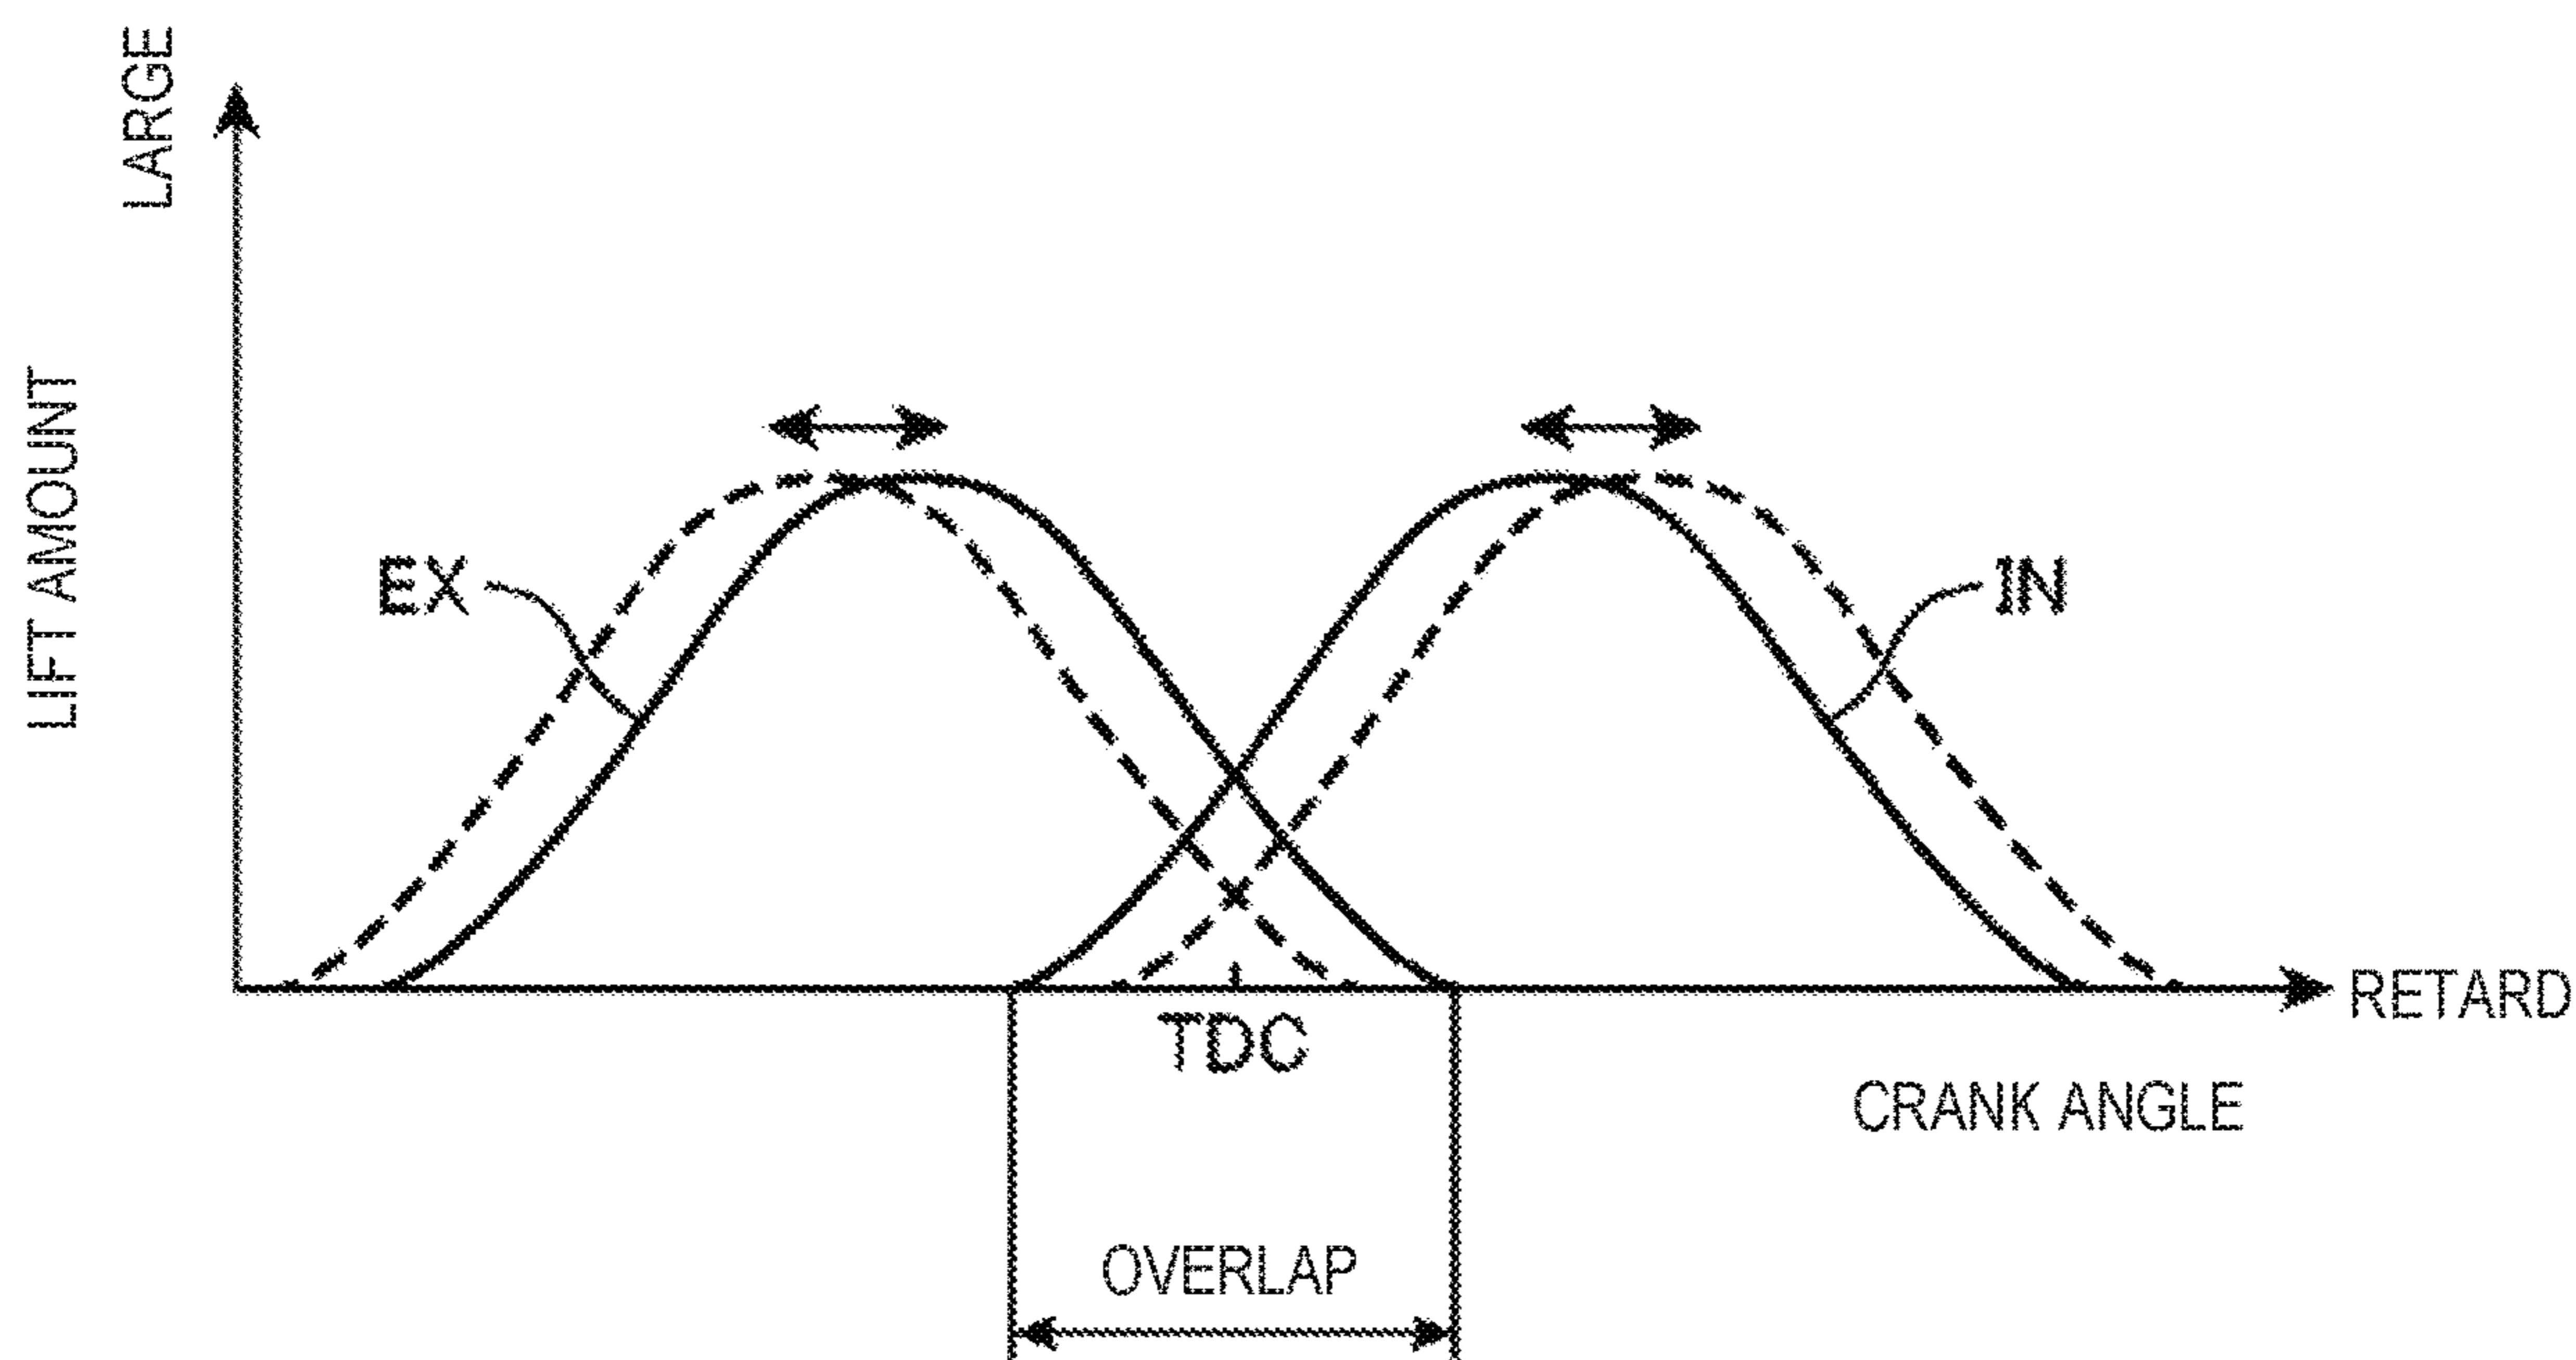 LARGE
LIFT AMOUNT
EX
IN
TDC
RETARD
CRANK ANGLE
OVERLAP